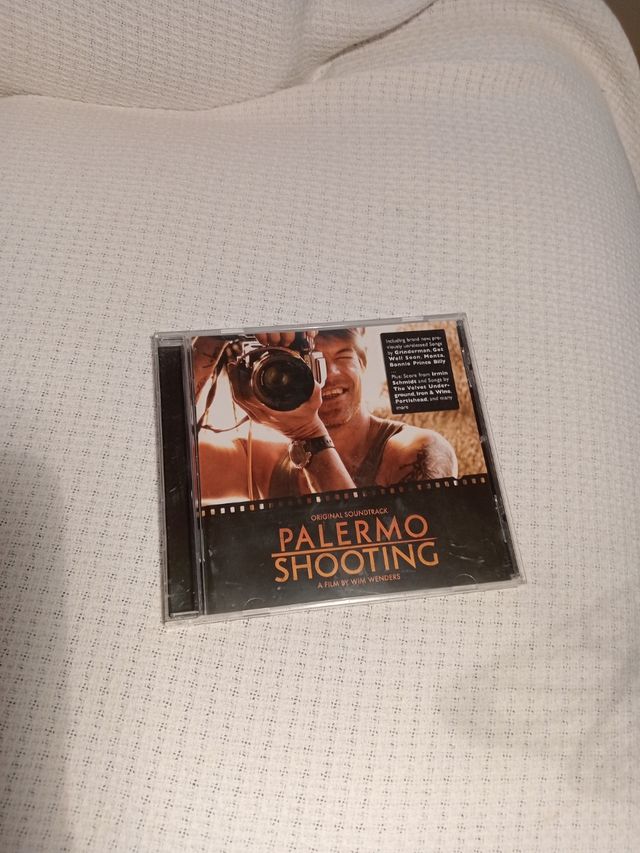 Including brand new, pre-
viously unreleased Songs
by Grinderman, Get
Well Soon, Monta,
Bonnie Prince Billy
...
Plus: Score from Irmin
Schmidt and Songs by
The Velvet Under-
ground, Iron & Wine,
Portishead, and many
more
ORIGINAL SOUNDTRACK
PALERMO
SHOOTING
A FILM BY WIM WENDERS